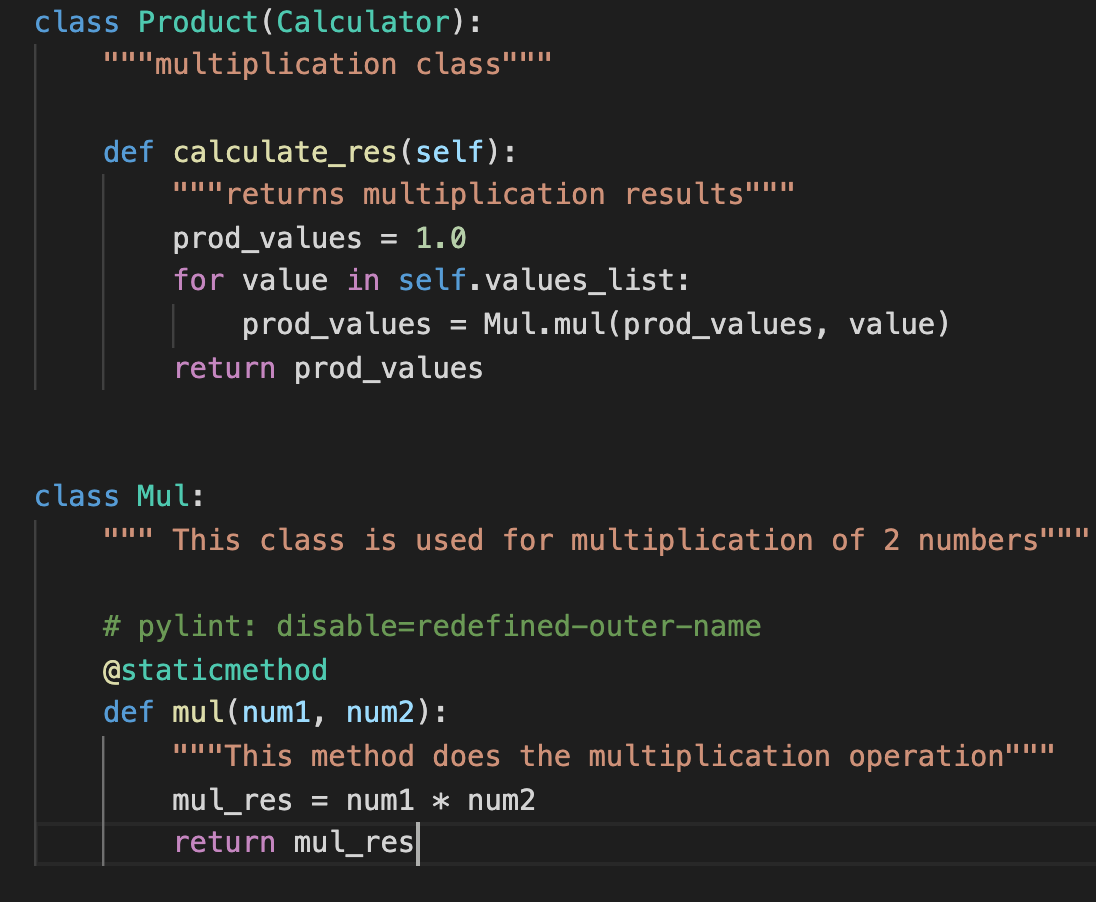 class Product(Calculator):
    """multiplication class"""

    def calculate_res(self):
        """returns multiplication results"""
        prod_values = 1.0
        for value in self.values_list:
            prod_values = Mul.mul(prod_values, value)
        return prod_values


class Mul:
    """ This class is used for multiplication of 2 numbers"""

    # pylint: disable=redefined-outer-name
    @staticmethod
    def mul(num1, num2):
        """This method does the multiplication operation"""
        mul_res = num1 * num2
        return mul_res